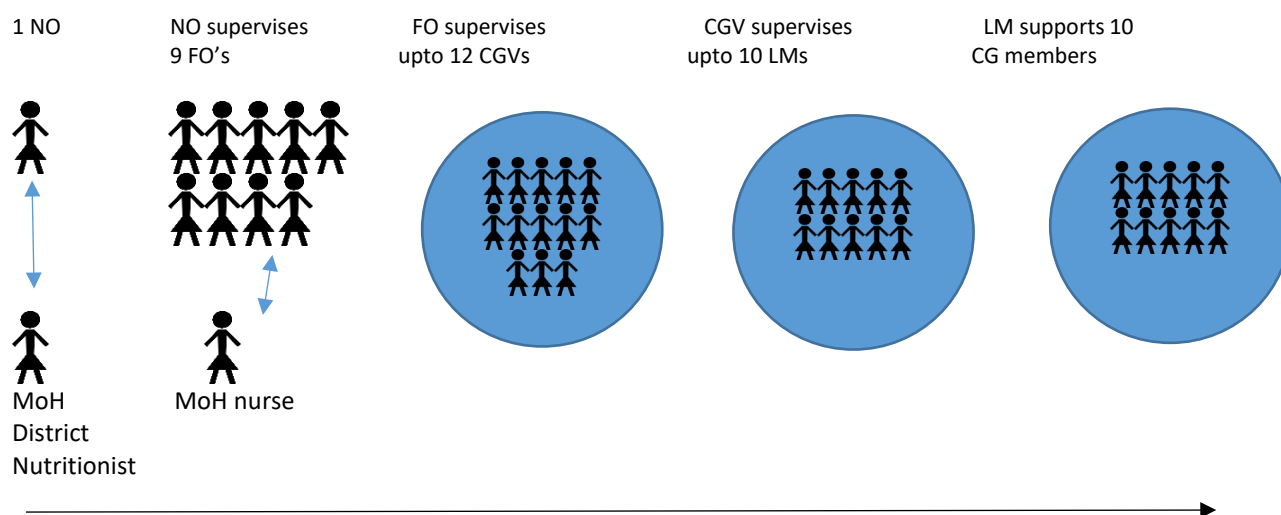 1 NO
NO supervises
9 FO’s
FO supervises
upto 12 CGVs
CGV supervises
upto 10 LMs
LM supports 10
CG members
MoH
District
Nutritionist
MoH nurse